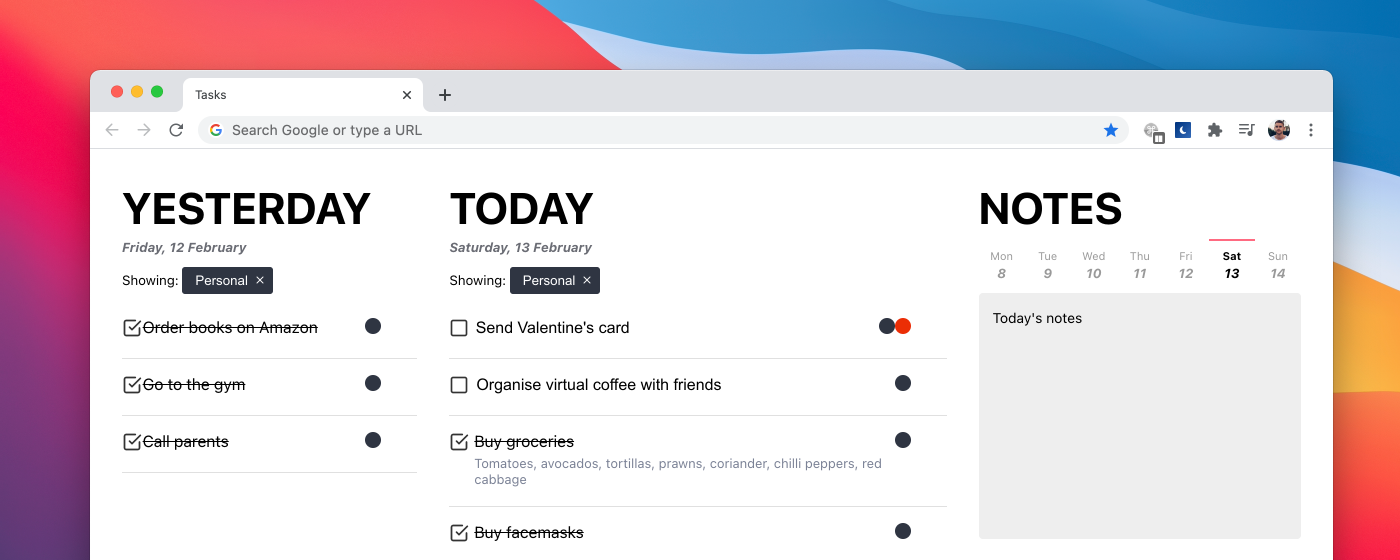 Tasks
Search Google or type a URL
YESTERDAY
Friday, 12 February
Showing: Personal ×
Order books on Amazon
Go to the gym
Call parents
TODAY
Saturday, 13 February
Showing: Personal ×
Send Valentine's card
Organise virtual coffee with friends
Buy groceries
Tomatoes, avocados, tortillas, prawns, coriander, chilli peppers, red
cabbage
Buy facemasks
NOTES
Mon Tue Wed Thu Fri Sat Sun
8 9 10 11 12 13 14
Today's notes